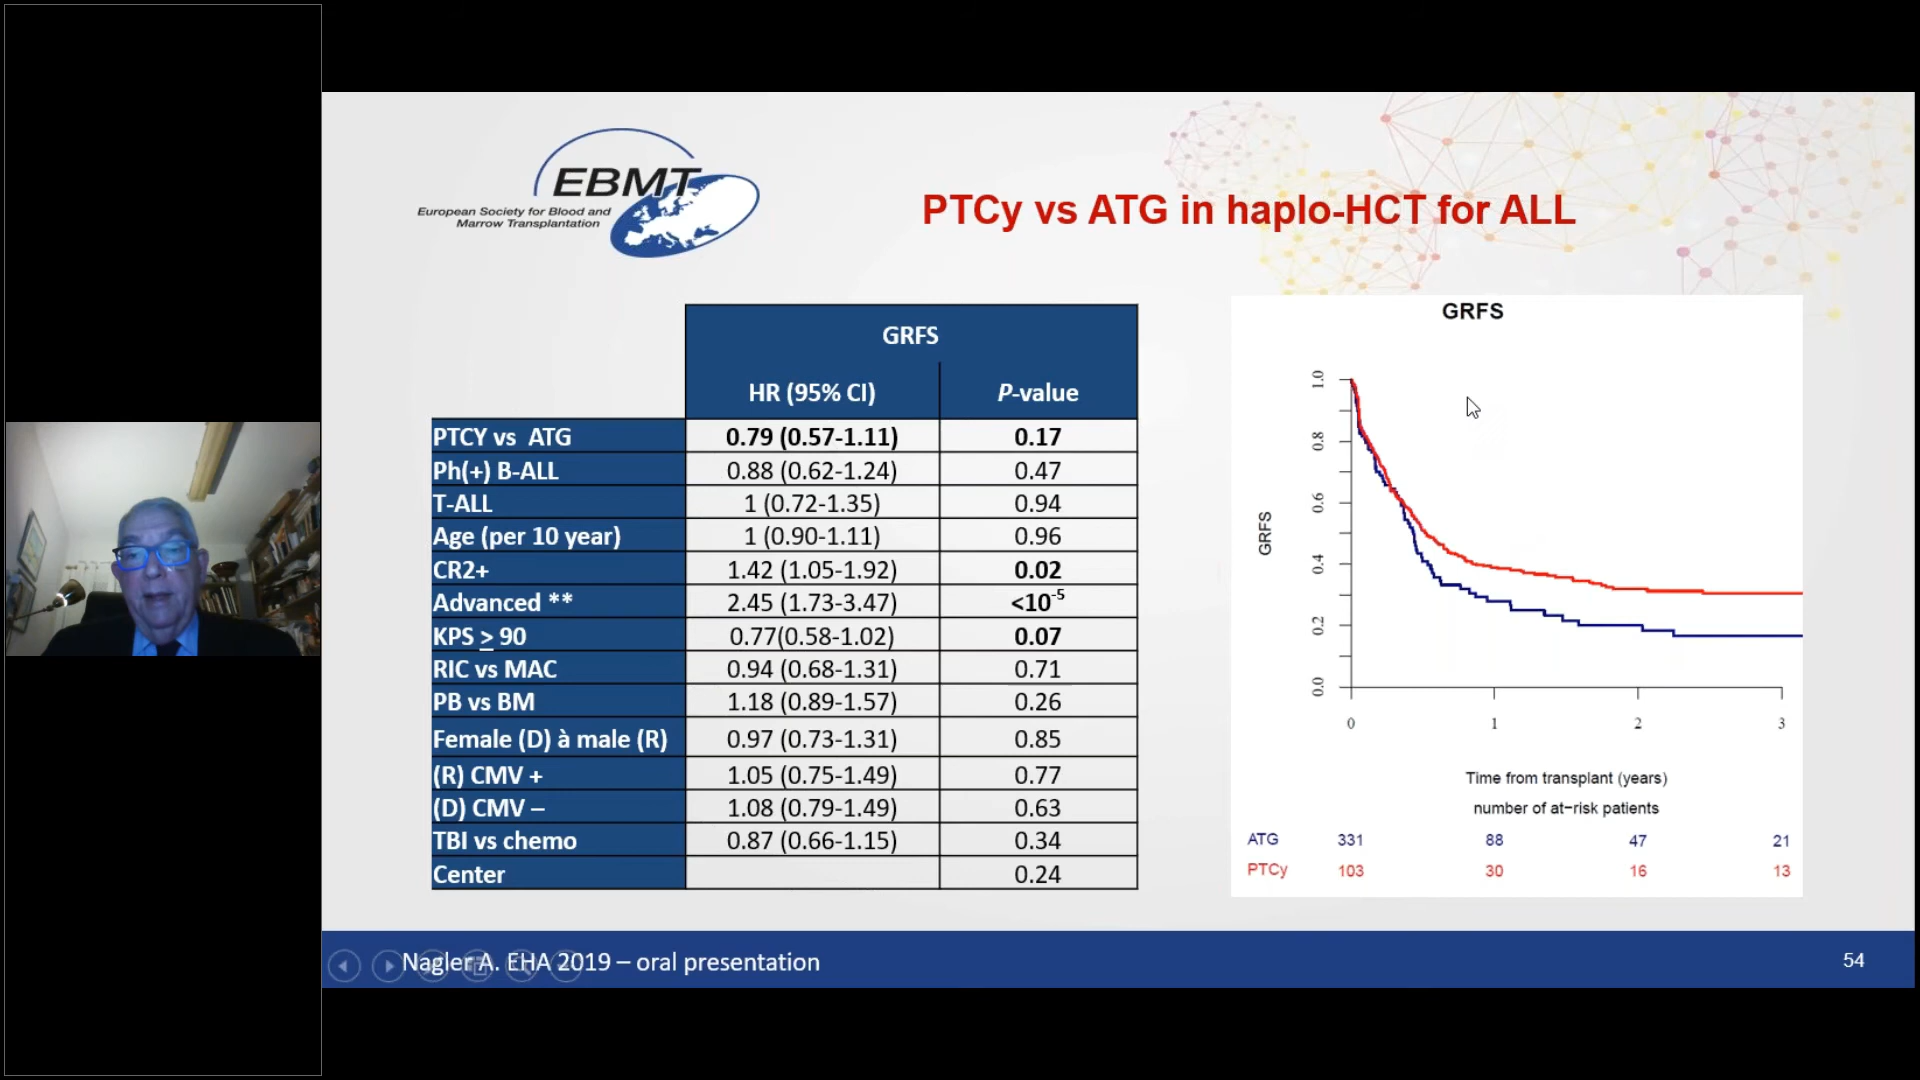 EBMT
European Society for Blood and
Marrow Transplantation
PTCy vs ATG in haplo-HCT for ALL
GRFS
HR (95% CI) P-value
PTCY vs ATG 0.79 (0.57-1.11) 0.17
Ph(+) B-ALL 0.88 (0.62-1.24) 0.47
T-ALL 1 (0.72-1.35) 0.94
Age (per 10 year) 1 (0.90-1.11) 0.96
CR2+ 1.42 (1.05-1.92) 0.02
Advanced ** 2.45 (1.73-3.47) <10-5
KPS ≥ 90 0.77(0.58-1.02) 0.07
RIC vs MAC 0.94 (0.68-1.31) 0.71
PB vs BM 1.18 (0.89-1.57) 0.26
Female (D) à male (R) 0.97 (0.73-1.31) 0.85
(R) CMV + 1.05 (0.75-1.49) 0.77
(D) CMV – 1.08 (0.79-1.49) 0.63
TBI vs chemo 0.87 (0.66-1.15) 0.34
Center 0.24
GRFS
GRFS
1.0
0.8
0.6
0.4
0.2
0.0
0 1 2 3
Time from transplant (years)
number of at-risk patients
ATG 331 88 47 21
PTCy 103 30 16 13
Nagler A. EHA 2019 – oral presentation
54